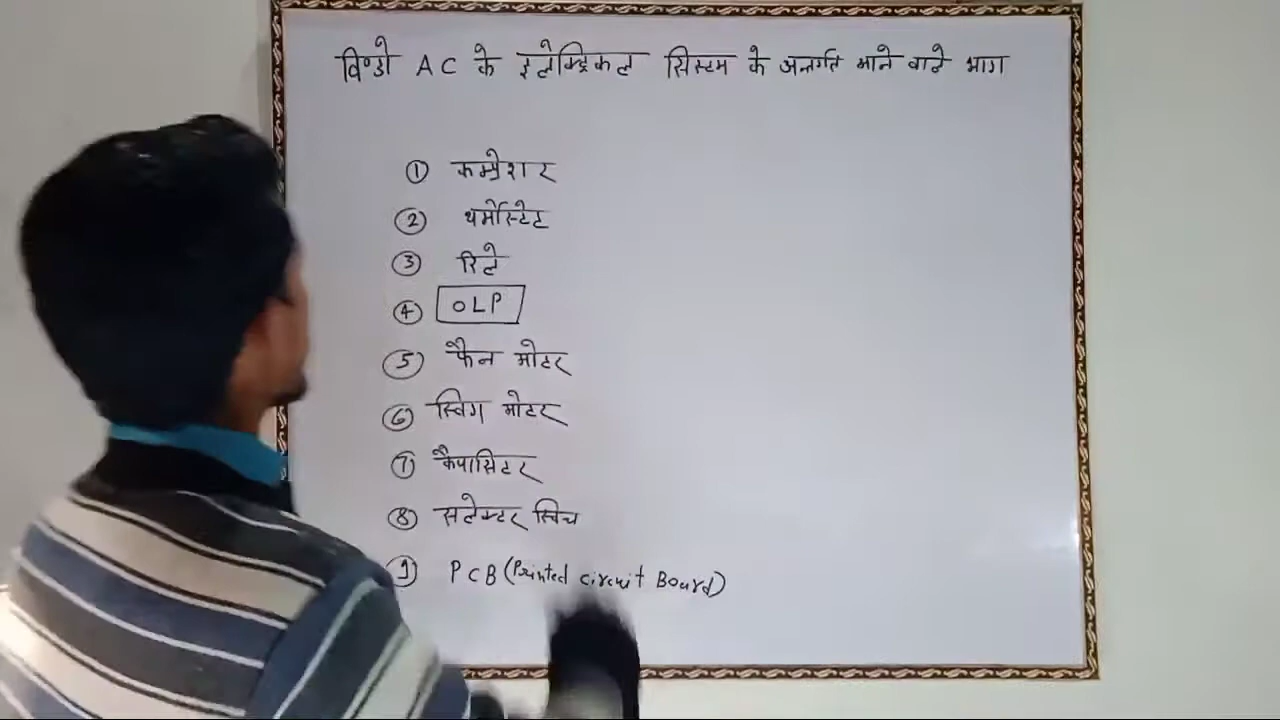 विण्डो AC के इलेक्ट्रिकल सिस्टम के अन्तर्गत आने वाले भाग
① कम्प्रेशर
② थर्मोस्टेट
③ रिले
④ OLP
⑤ फैन मोटर
⑥ स्विंग मोटर
⑦ कैपासिटर
⑧ सलेक्टर स्विच
⑨ PCB (Printed circuit Board)